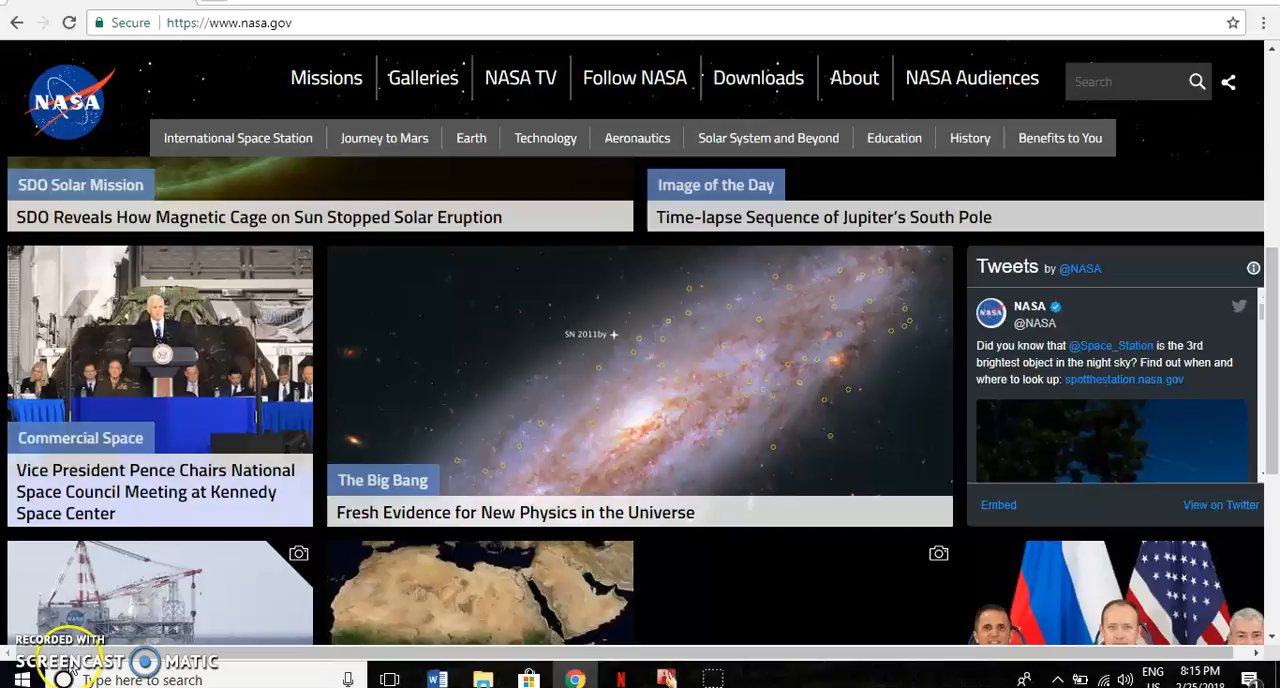 Secure
https://www.nasa.gov
NASA
Missions
Galleries
NASA TV
Follow NASA
Downloads
About
NASA Audiences
Search
International Space Station
Journey to Mars
Earth
Technology
Aeronautics
Solar System and Beyond
Education
History
Benefits to You
SDO Solar Mission
SDO Reveals How Magnetic Cage on Sun Stopped Solar Eruption
Image of the Day
Time-lapse Sequence of Jupiter's South Pole
Commercial Space
Vice President Pence Chairs National
Space Council Meeting at Kennedy
Space Center
SN 2011by
The Big Bang
Fresh Evidence for New Physics in the Universe
Tweets by @NASA
NASA
NASA
@NASA
Did you know that @Space_Station is the 3rd
brightest object in the night sky? Find out when and
where to look up: spotthestation.nasa.gov
Embed
View on Twitter
RECORDED WITH
SCREENCAST MATIC
Type here to search
ENG
US
8:15 PM
2/25/2018